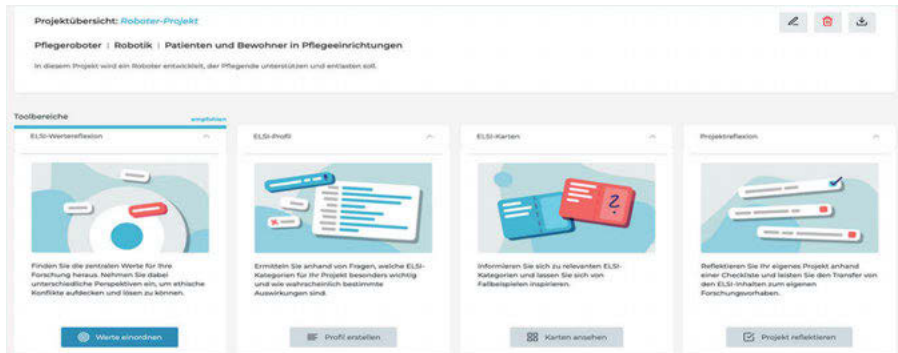 Projektübersicht: Roboter-Projekt
Pflegeroboter | Robotik | Patienten und Bewohner in Pflegeeinrichtungen
In diesem Projekt wird ein Roboter entwickelt, der Pflegende unterstützen und entlasten soll.
Toolbereiche
empfohlen
ELSI-Wertereflexion
Finden Sie die zentralen Werte für Ihre
Forschung heraus. Nehmen Sie dabei
unterschiedliche Perspektiven ein, um ethische
Konflikte aufdecken und lösen zu können.
Werte einordnen
ELSI-Profil
Ermitteln Sie anhand von Fragen, welche ELSI-
Kategorien für Ihr Projekt besonders wichtig
und wie wahrscheinlich bestimmte
Auswirkungen sind.
Profil erstellen
ELSI-Karten
?
Informieren Sie sich zu relevanten ELSI-
Kategorien und lassen Sie sich von
Fallbeispielen inspirieren.
Karten ansehen
Projektreflexion
Reflektieren Sie Ihr eigenes Projekt anhand
einer Checkliste und leisten Sie den Transfer von
den ELSI-Inhalten zum eigenen
Forschungsvorhaben.
Projekt reflektieren